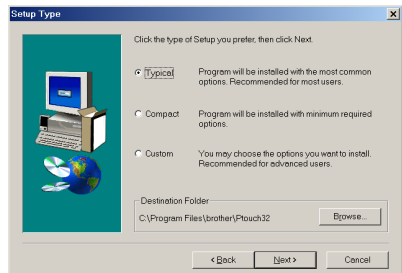 Setup Type
Click the type of Setup you prefer, then click Next.
Typical
Program will be installed with the most common
options. Recommended for most users.
Compact
Program will be installed with minimum required
options.
Custom
You may choose the options you want to install.
Recommended for advanced users.
Destination Folder
C:\Program Files\brother\Ptouch32
Browse...
< Back
Next >
Cancel